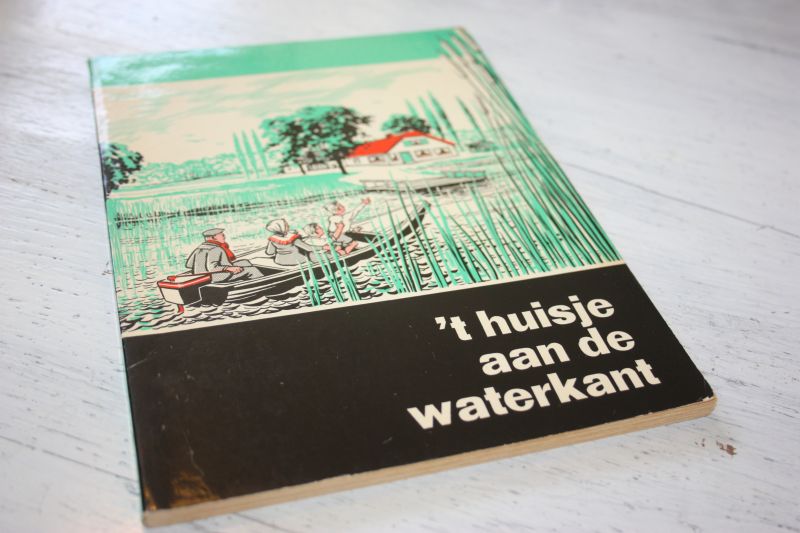 't huisje
aan de
waterkant